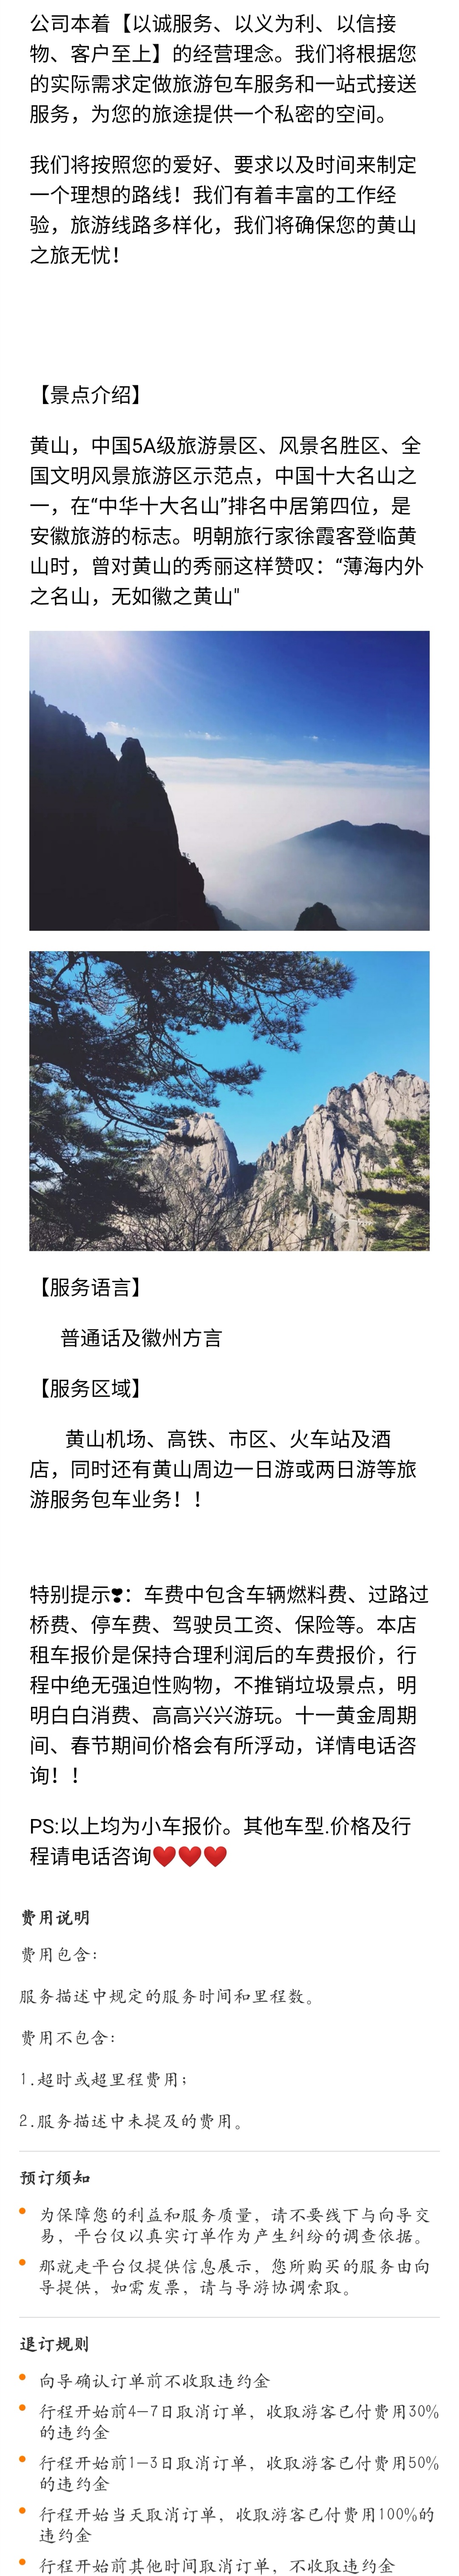 公司本着【以诚服务、以义为利、以信接
物、客户至上】的经营理念。我们将根据您
的实际需求定做旅游包车服务和一站式接送
服务，为您的旅途提供一个私密的空间。
我们将按照您的爱好、要求以及时间来制定
一个理想的路线！我们有着丰富的工作经
验，旅游线路多样化，我们将确保您的黄山
之旅无忧！
【景点介绍】
黄山，中国5A级旅游景区、风景名胜区、全
国文明风景旅游区示范点，中国十大名山之
一，在“中华十大名山”排名中居第四位，是
安徽旅游的标志。明朝旅行家徐霞客登临黄
山时，曾对黄山的秀丽这样赞叹：“薄海内外
之名山，无如徽之黄山"
【服务语言】
普通话及徽州方言
【服务区域】
黄山机场、高铁、市区、火车站及酒
店，同时还有黄山周边一日游或两日游等旅
游服务包车业务！！
特别提示❣：车费中包含车辆燃料费、过路过
桥费、停车费、驾驶员工资、保险等。本店
租车报价是保持合理利润后的车费报价，行
程中绝无强迫性购物，不推销垃圾景点，明
明白白消费、高高兴兴游玩。十一黄金周期
间、春节期间价格会有所浮动，详情电话咨
询！！
PS:以上均为小车报价。其他车型.价格及行
程请电话咨询❤❤❤
费用说明
费用包含：
服务描述中规定的服务时间和里程数。
费用不包含：
1.超时或超里程费用；
2.服务描述中未提及的费用。
预订须知
为保障您的利益和服务质量，请不要线下与向导交
易，平台仅以真实订单作为产生纠纷的调查依据。
那就走平台仅提供信息展示，您所购买的服务由向
导提供，如需发票，请与导游协调索取。
退订规则
向导确认订单前不收取违约金
行程开始前4—7日取消订单，收取游客已付费用30%
的违约金
行程开始前1—3日取消订单，收取游客已付费用50%
的违约金
行程开始当天取消订单，收取游客已付费用100%的
违约金
行程开始前其他时间取消订单，不收取违约金